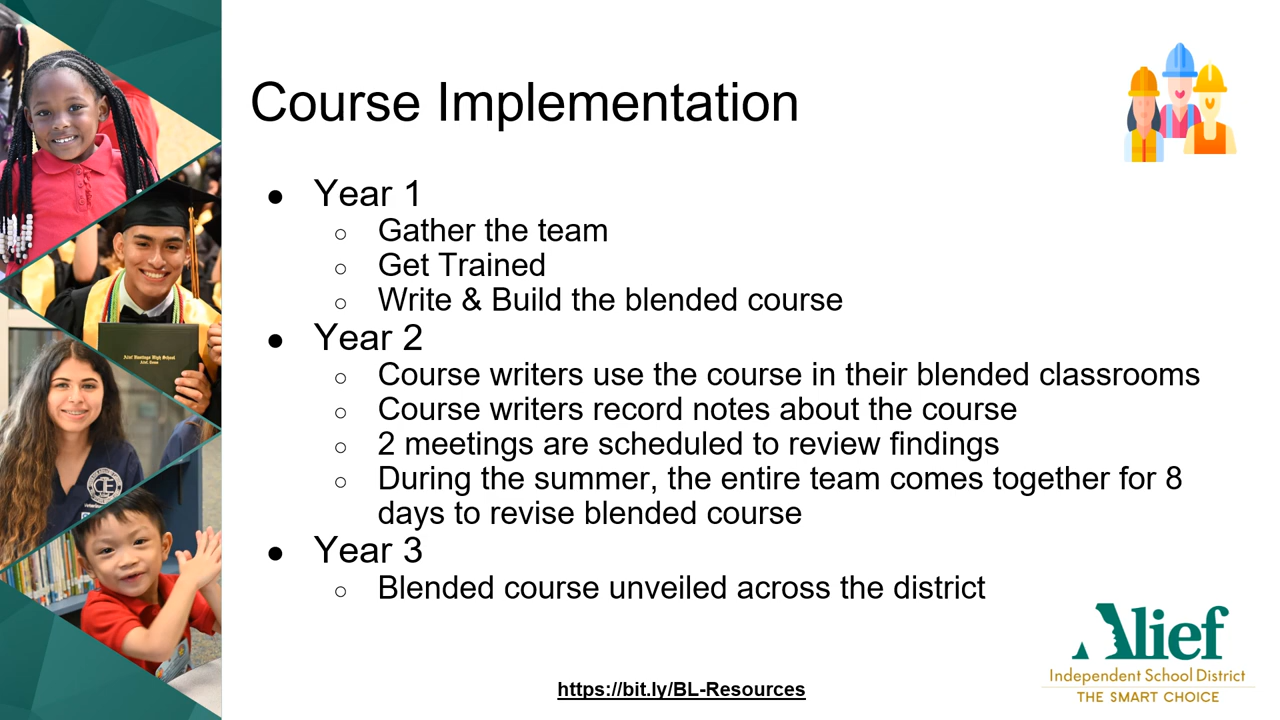 Course Implementation
● Year 1
○ Gather the team
○ Get Trained
○ Write & Build the blended course
● Year 2
○ Course writers use the course in their blended classrooms
○ Course writers record notes about the course
○ 2 meetings are scheduled to review findings
○ During the summer, the entire team comes together for 8
days to revise blended course
● Year 3
○ Blended course unveiled across the district
https://bit.ly/BL-Resources
Alief
Independent School District
THE SMART CHOICE